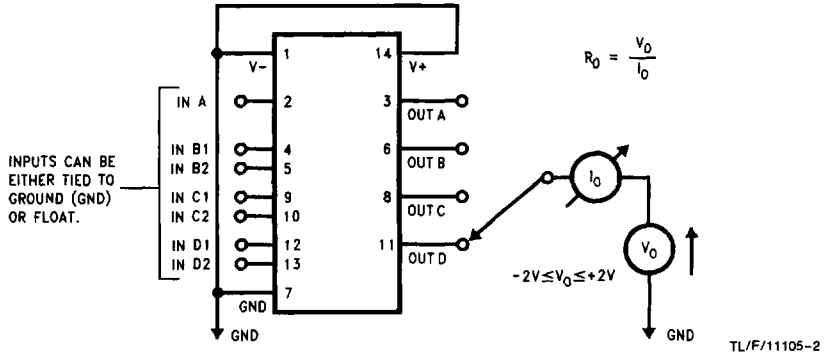 1
14
V-
V+
R₀ = V₀
I₀
IN A
2
3
OUT A
IN B1
4
6
OUT B
IN B2
5
INPUTS CAN BE
EITHER TIED TO
GROUND (GND)
OR FLOAT.
IN C1
9
8
OUT C
IN C2
10
I₀
IN D1
12
11
OUT D
IN D2
13
V₀
-2V≤V₀≤+2V
7
GND
GND
GND
TL/F/11105-2